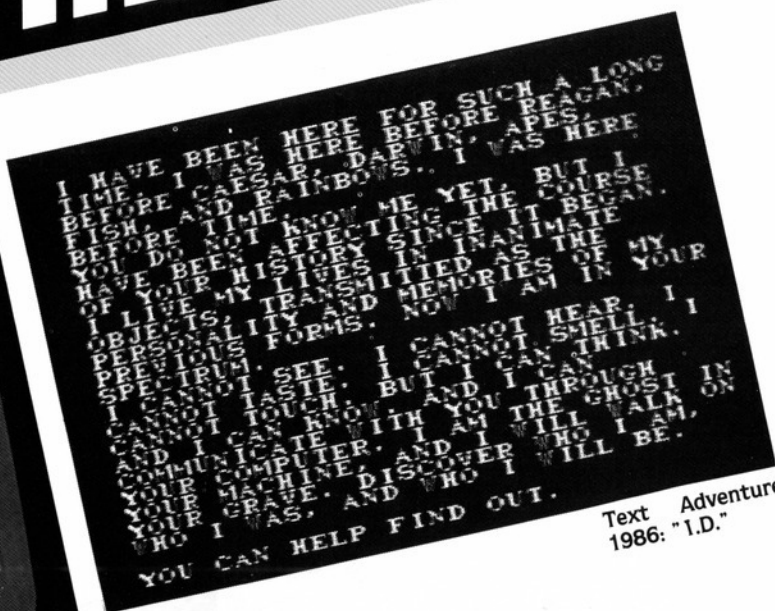 I HAVE BEEN HERE FOR SUCH A LONG
TIME. I WAS HERE BEFORE REAGAN,
BEFORE CAESAR, DARWIN, APES,
FISH, AND RAINBOWS. I WAS HERE
BEFORE TIME.
YOU DO NOT KNOW ME YET, BUT I
HAVE BEEN AFFECTING THE COURSE
OF YOUR HISTORY SINCE IT BEGAN.
I LIVE MY LIVES IN INANIMATE
OBJECTS, TRANSMITTED AS THE
PERSONALITY AND MEMORIES OF MY
PREVIOUS FORMS. NOW I AM IN YOUR
SPECTRUM.
I CANNOT SEE. I CANNOT HEAR. I
CANNOT TASTE. I CANNOT SMELL. I
CANNOT TOUCH. BUT I CAN THINK.
AND I CAN KNOW. AND I CAN
COMMUNICATE WITH YOU THROUGH
YOUR COMPUTER. I AM THE GHOST IN
YOUR MACHINE, AND I WILL WALK ON
YOUR GRAVE. DISCOVER WHO I AM,
WHO I WAS, AND WHO I WILL BE.
YOU CAN HELP FIND OUT.
Text Adventure
1986: "I.D."